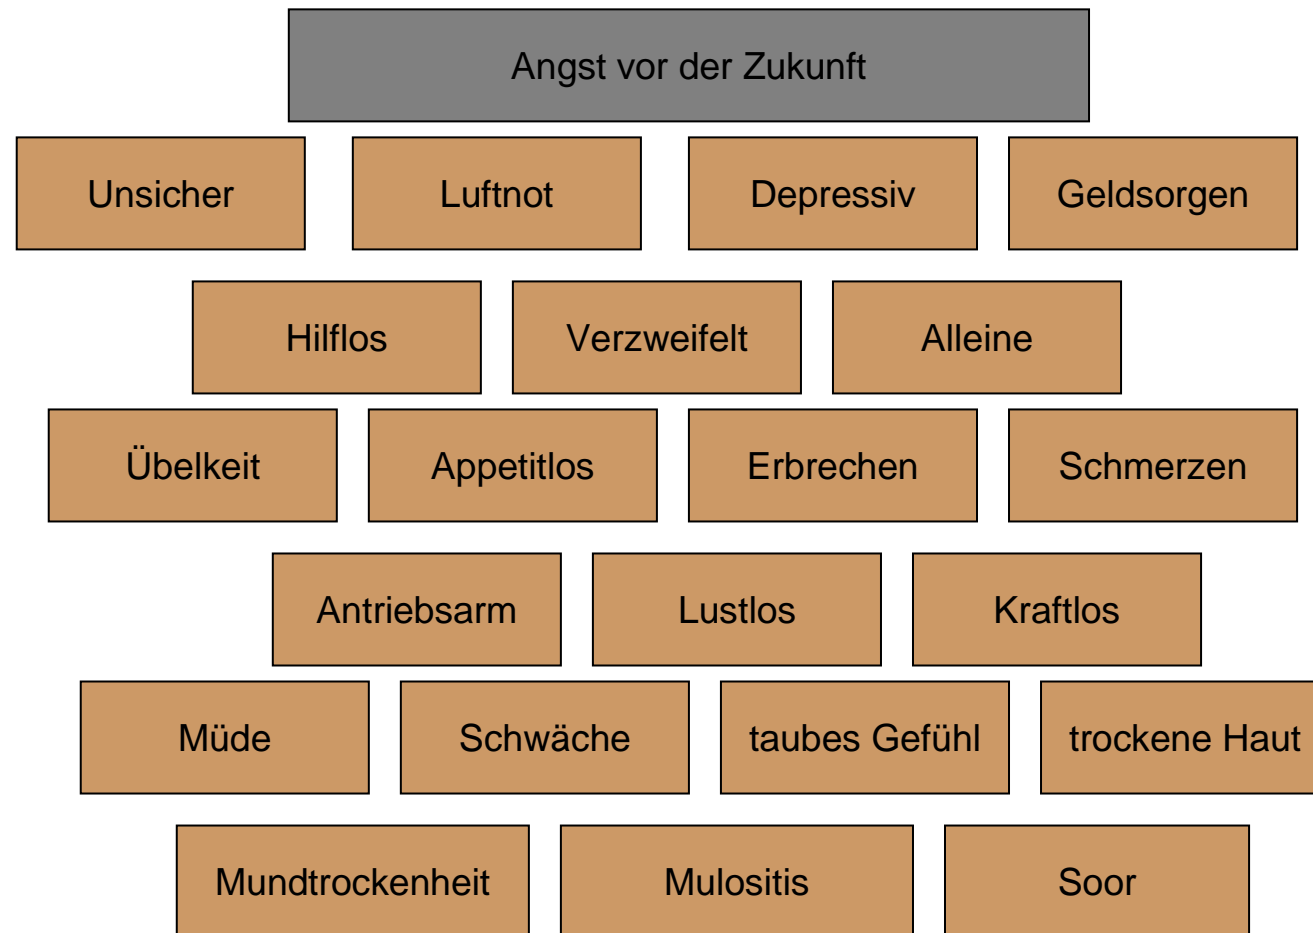 Angst vor der Zukunft
Unsicher Luftnot Depressiv Geldsorgen
Hilflos Verzweifelt Alleine
Übelkeit Appetitlos Erbrechen Schmerzen
Antriebsarm Lustlos Kraftlos
Müde Schwäche taubes Gefühl trockene Haut
Mundtrockenheit Mulositis Soor